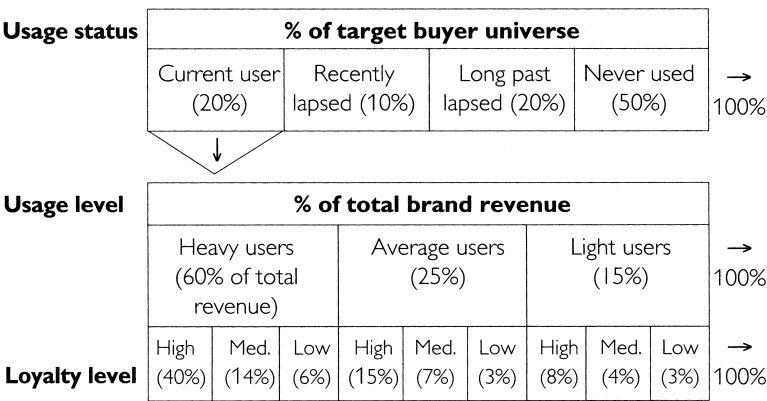 Usage status
% of target buyer universe
Current user
(20%)
Recently
lapsed (10%)
Long past
lapsed (20%)
Never used
(50%)
→
100%
↓
Usage level
% of total brand revenue
Heavy users
(60% of total
revenue)
Average users
(25%)
Light users
(15%)
→
100%
Loyalty level
High
(40%)
Med.
(14%)
Low
(6%)
High
(15%)
Med.
(7%)
Low
(3%)
High
(8%)
Med.
(4%)
Low
(3%)
→
100%